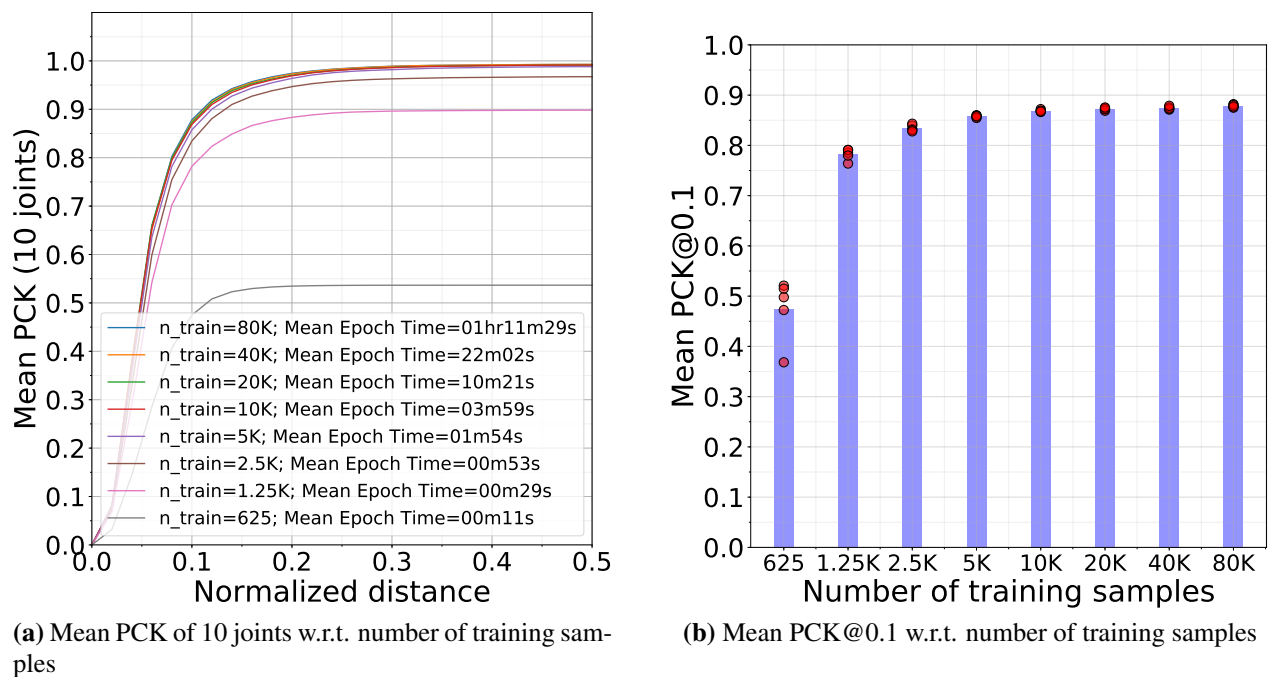 1.0
0.9
0.8
0.7
0.6
0.5
0.4
0.3
0.2
0.1
0.0
Mean PCK (10 joints)
n_train=80K; Mean Epoch Time=01hr11m29s
n_train=40K; Mean Epoch Time=22m02s
n_train=20K; Mean Epoch Time=10m21s
n_train=10K; Mean Epoch Time=03m59s
n_train=5K; Mean Epoch Time=01m54s
n_train=2.5K; Mean Epoch Time=00m53s
n_train=1.25K; Mean Epoch Time=00m29s
n_train=625; Mean Epoch Time=00m11s
0.0 0.1 0.2 0.3 0.4 0.5
Normalized distance
(a) Mean PCK of 10 joints w.r.t. number of training sam-
ples
1.0
0.9
0.8
0.7
0.6
0.5
0.4
0.3
0.2
0.1
0.0
Mean PCK@0.1
625 1.25K 2.5K 5K 10K 20K 40K 80K
Number of training samples
(b) Mean PCK@0.1 w.r.t. number of training samples